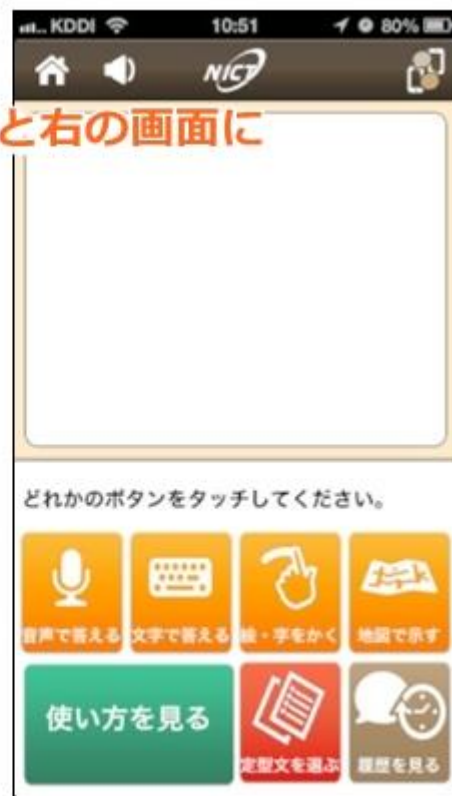 KDDI 10:51 80%
NICT
と右の画面に
どれかのボタンをタッチしてください。
音声で答える 文字で答える 絵・字をかく 地図で示す
使い方を見る 定型文を選ぶ 履歴を見る